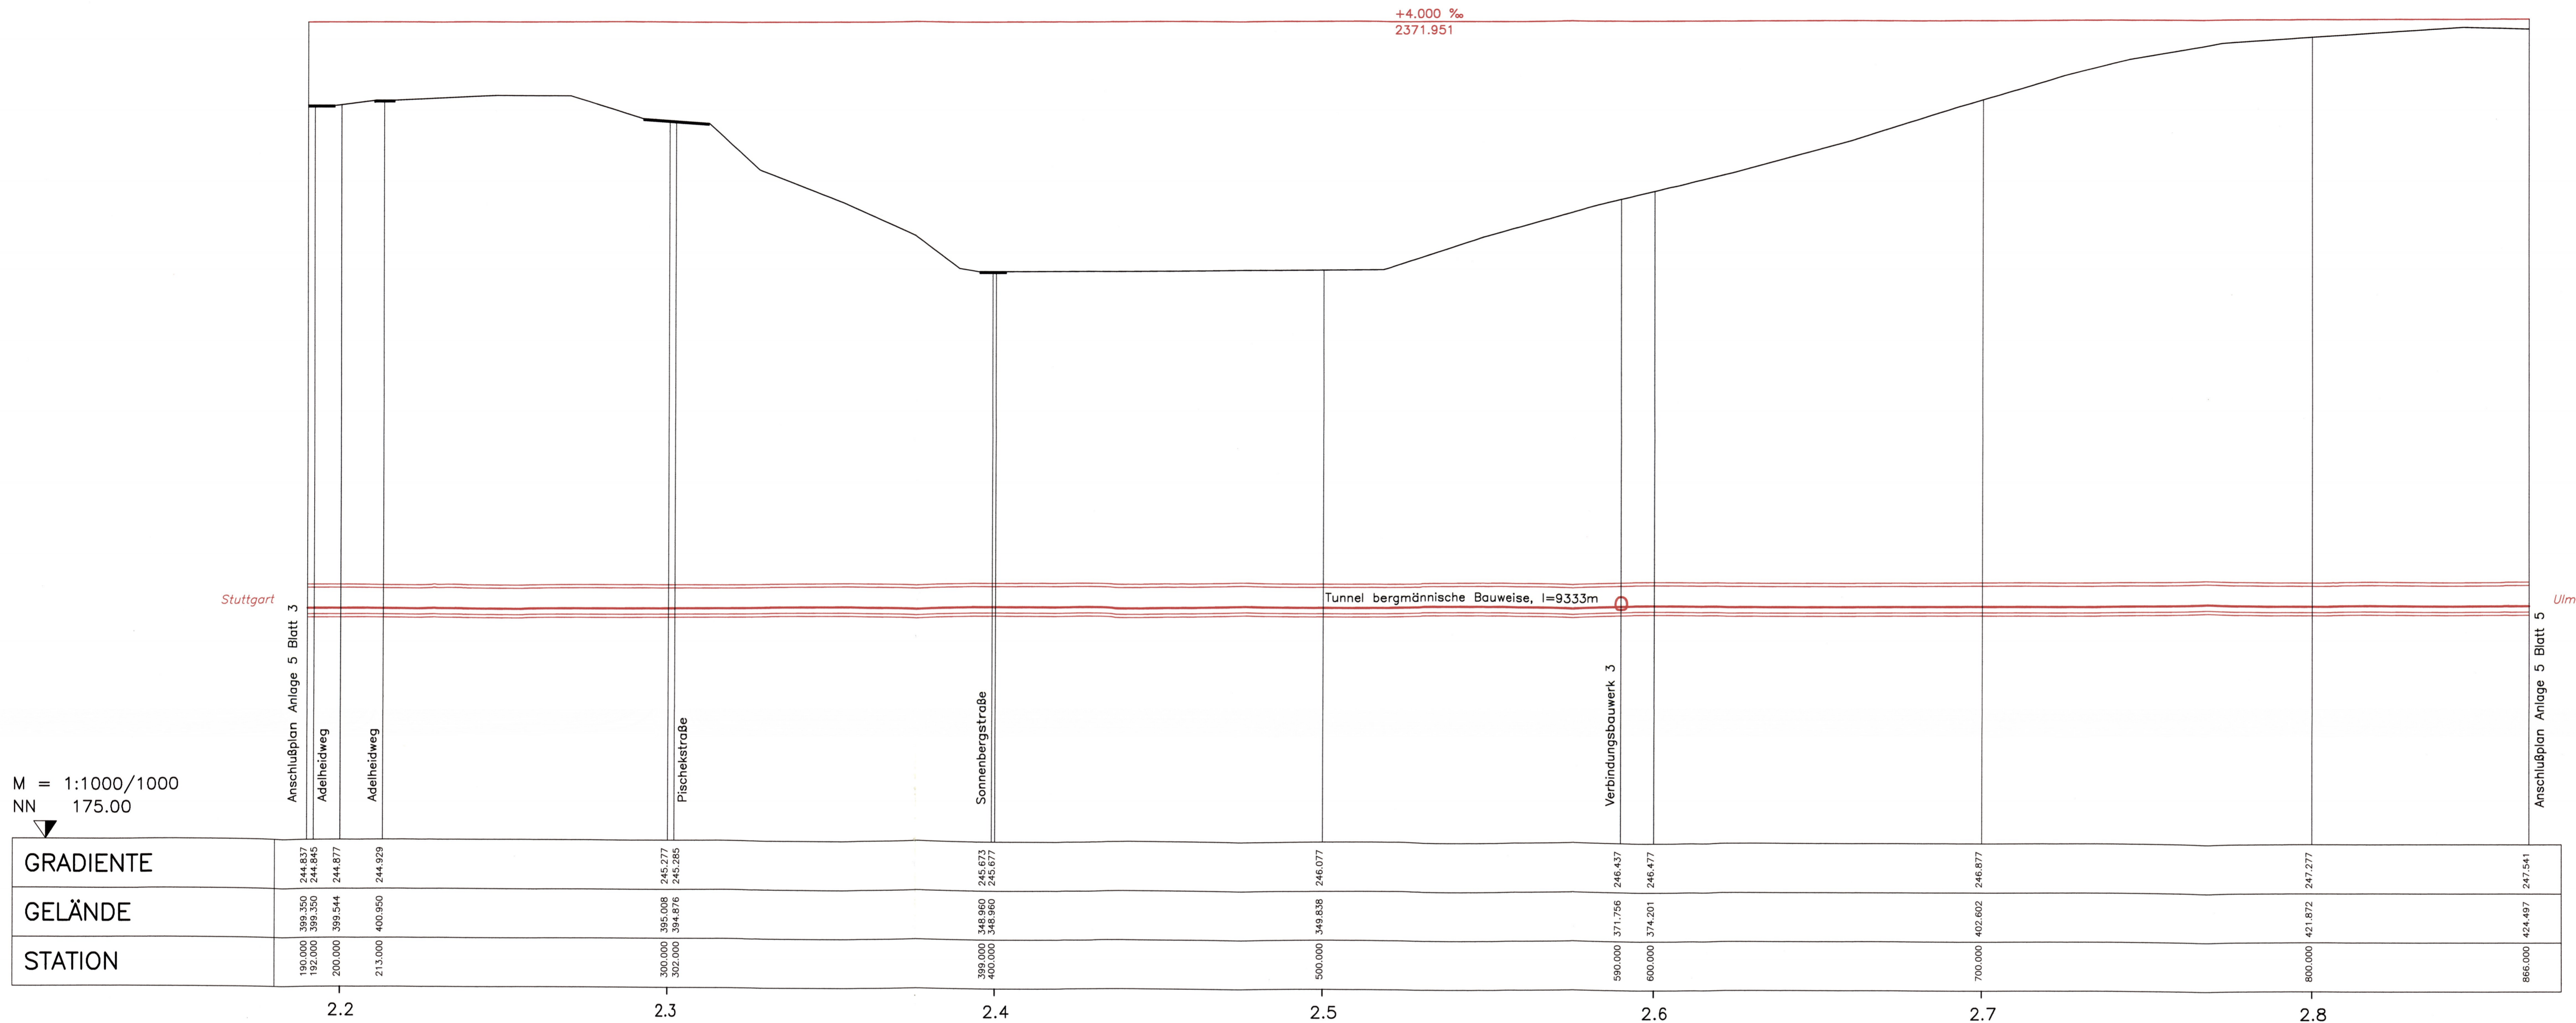 +4.000 ‰
2371.951
Stuttgart
Ulm
Tunnel bergmännische Bauweise, l=9333m
Anschlußplan Anlage 5 Blatt 3
Adelheidweg
Adelheidweg
Pischekstraße
Sonnenbergstraße
Verbindungsbauwerk 3
Anschlußplan Anlage 5 Blatt 5
M = 1:1000/1000
NN 175.00
GRADIENTE 244.837 244.845 244.877 244.929 245.277 245.285 245.673 245.677 246.077 246.437 246.477 246.877 247.277 247.541
GELÄNDE 399.350 399.350 399.544 400.950 395.008 394.876 348.960 348.960 349.838 371.756 374.201 402.602 421.872 424.497
STATION 190.000 192.000 200.000 213.000 300.000 302.000 399.000 400.000 500.000 590.000 600.000 700.000 800.000 866.000
2.2 2.3 2.4 2.5 2.6 2.7 2.8